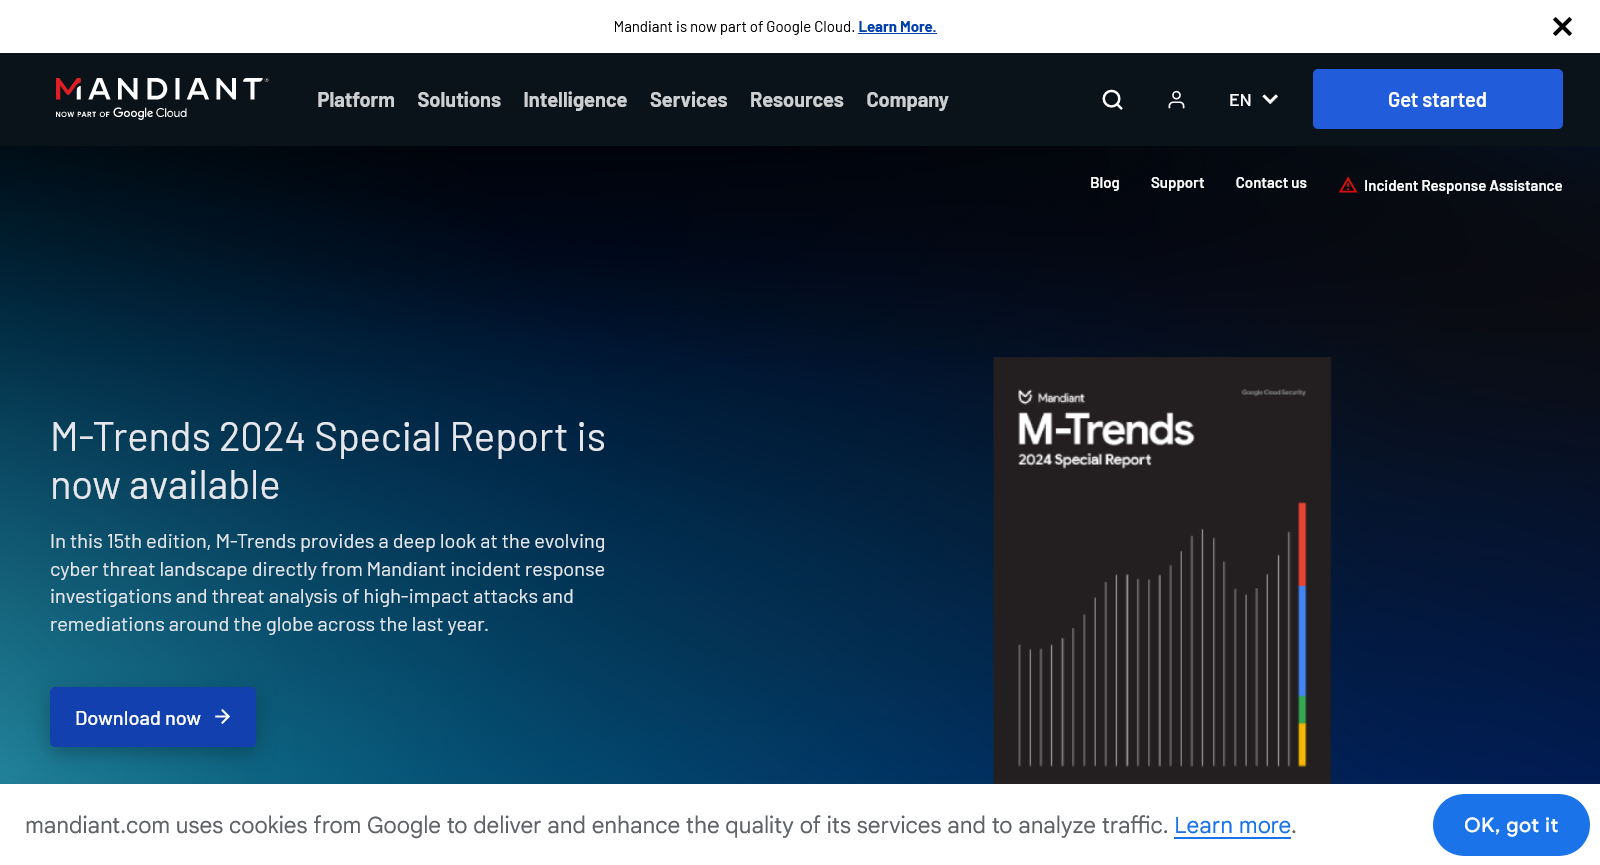 Mandiant is now part of Google Cloud. Learn More.
MANDIANT
NOW PART OF Google Cloud
Platform Solutions Intelligence Services Resources Company
EN
Get started
Blog Support Contact us Incident Response Assistance
M-Trends 2024 Special Report is
now available
In this 15th edition, M-Trends provides a deep look at the evolving
cyber threat landscape directly from Mandiant incident response
investigations and threat analysis of high-impact attacks and
remediations around the globe across the last year.
Download now
Mandiant
Google Cloud Security
M-Trends
2024 Special Report
mandiant.com uses cookies from Google to deliver and enhance the quality of its services and to analyze traffic. Learn more.
OK, got it